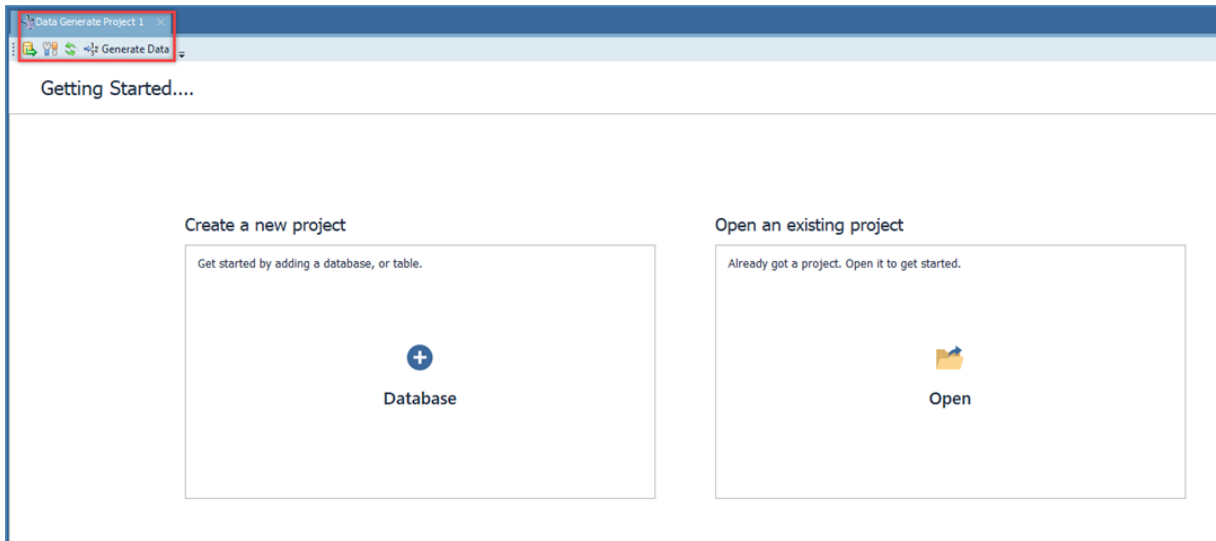 Data Generate Project 1
Generate Data
Getting Started....
Create a new project
Get started by adding a database, or table.
Database
Open an existing project
Already got a project. Open it to get started.
Open